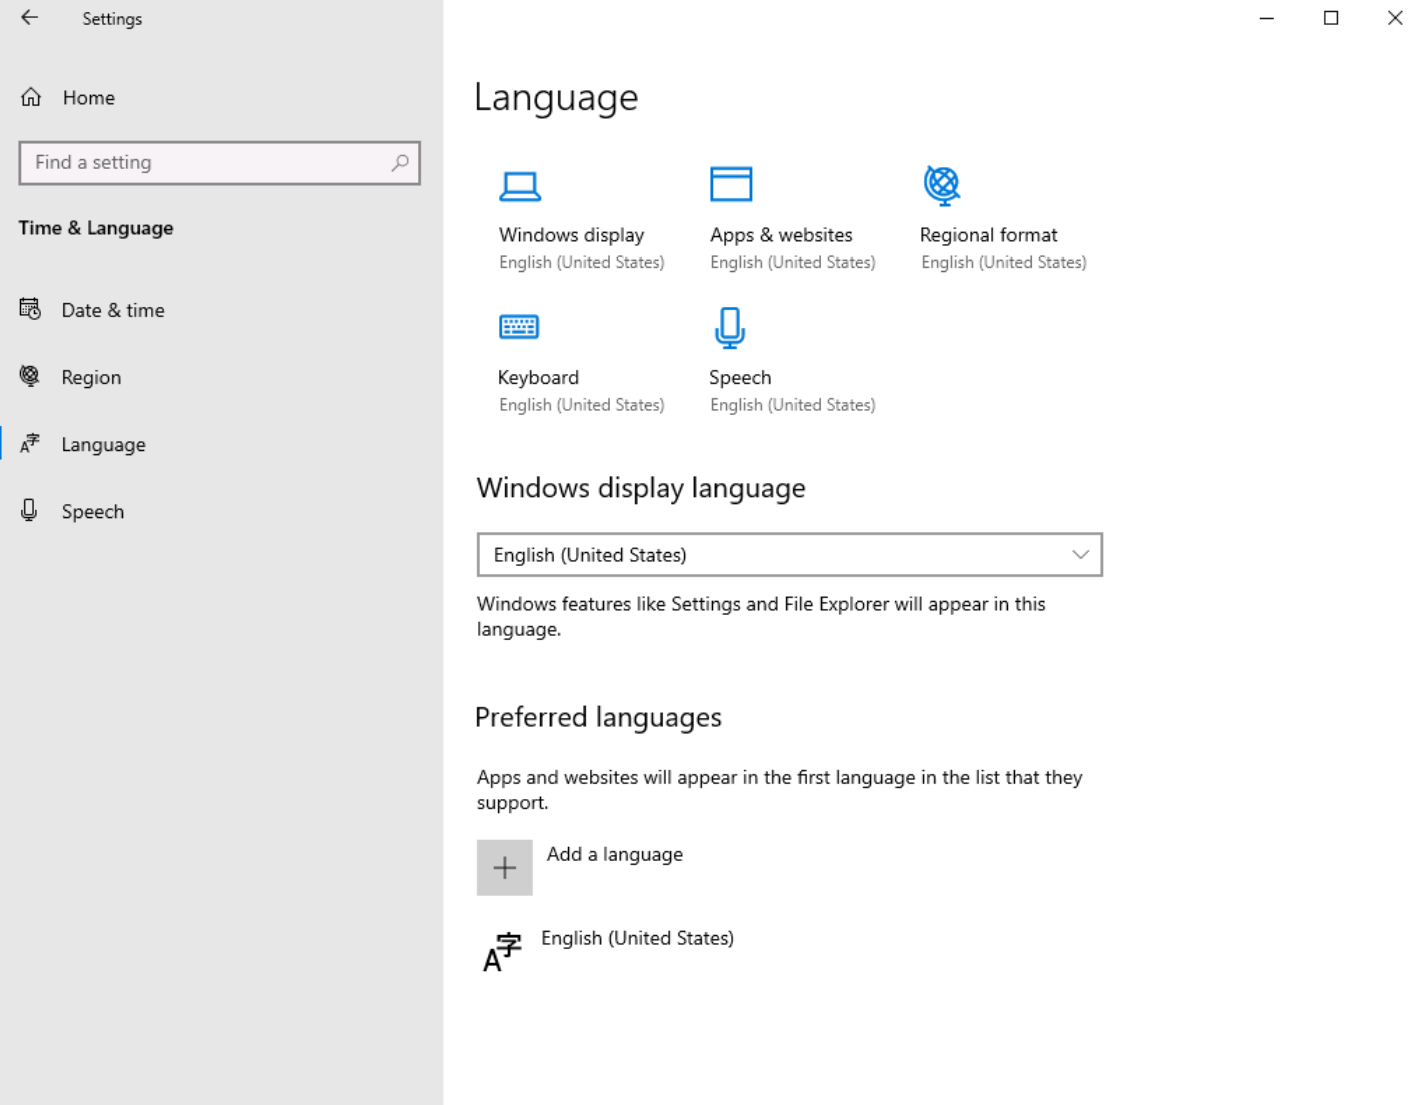 Settings
Home
Find a setting
Time & Language
Date & time
Region
Language
Speech
Language
Windows display
English (United States)
Apps & websites
English (United States)
Regional format
English (United States)
Keyboard
English (United States)
Speech
English (United States)
Windows display language
English (United States)
Windows features like Settings and File Explorer will appear in this
language.
Preferred languages
Apps and websites will appear in the first language in the list that they
support.
Add a language
English (United States)